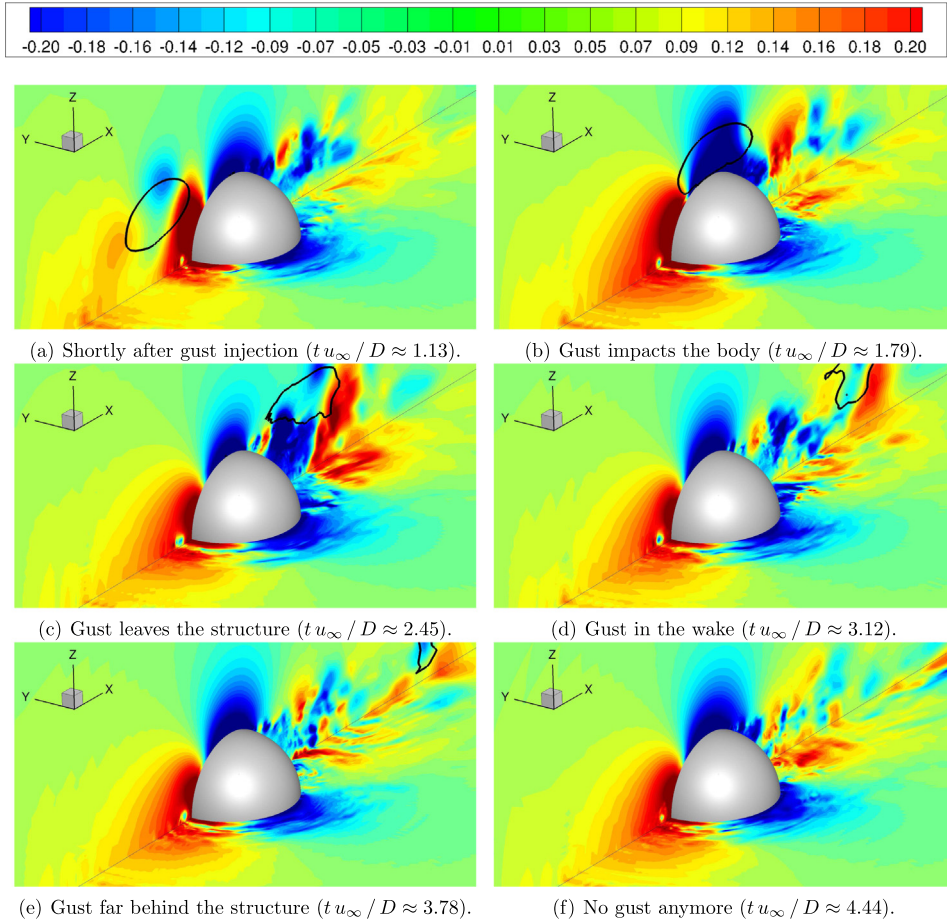 -0.20 -0.18 -0.16 -0.14 -0.12 -0.09 -0.07 -0.05 -0.03 -0.01 0.01 0.03 0.05 0.07 0.09 0.12 0.14 0.16 0.18 0.20
Z
Y
X
Z
Y
X
(a) Shortly after gust injection (t u∞ / D ≈ 1.13).
(b) Gust impacts the body (t u∞ / D ≈ 1.79).
Z
Y
X
Z
Y
X
(c) Gust leaves the structure (t u∞ / D ≈ 2.45).
(d) Gust in the wake (t u∞ / D ≈ 3.12).
Z
Y
X
Z
Y
X
(e) Gust far behind the structure (t u∞ / D ≈ 3.78).
(f) No gust anymore (t u∞ / D ≈ 4.44).